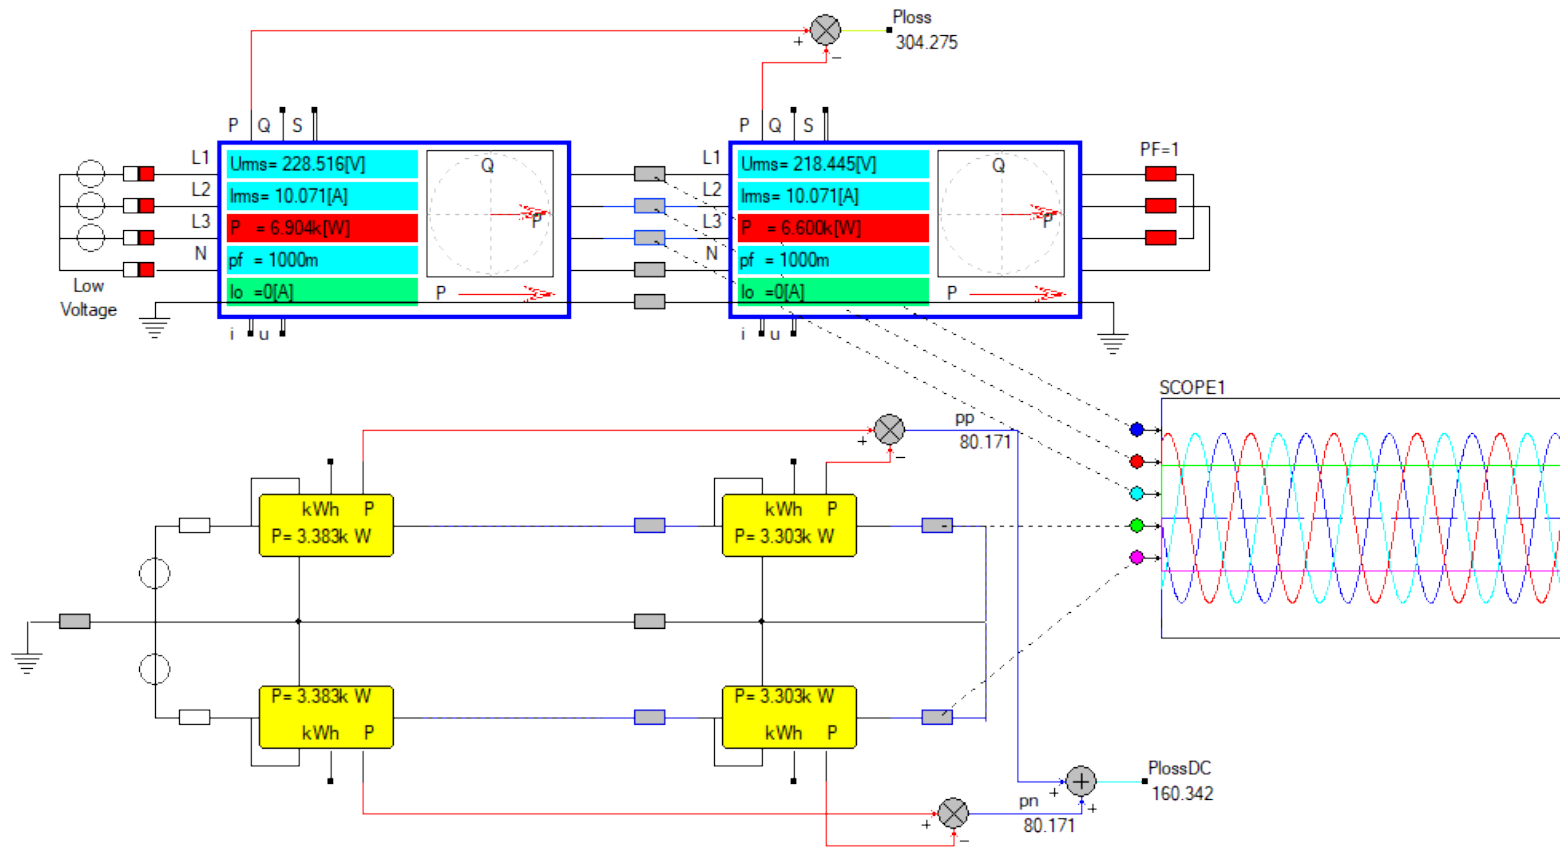 Ploss
304.275
+
−
P Q S
P Q S
L1
L2
L3
N
Urms= 228.516[V]
Irms= 10.071[A]
P = 6.904k[W]
pf = 1000m
Io =0[A]
Q
P
P
i u
L1
L2
L3
N
Urms= 218.445[V]
Irms= 10.071[A]
P = 6.600k[W]
pf = 1000m
Io =0[A]
Q
P
P
i u
PF=1
Low
Voltage
SCOPE1
pp
80.171
+
−
kWh P
P= 3.383k W
kWh P
P= 3.303k W
P= 3.383k W
kWh P
P= 3.303k W
kWh P
PlossDC
160.342
+
+
+
pn
80.171
+
−